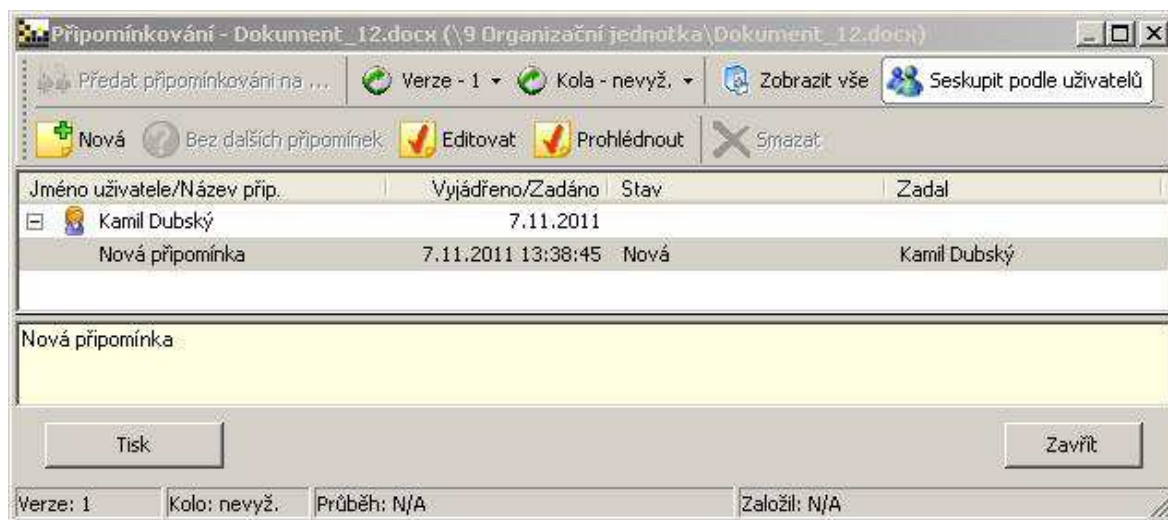 Připomínkování - Dokument_12.docx (\9 Organizační jednotka\Dokument_12.docx)
Předat připomínkování na ... Verze - 1 Kola - nevyž. Zobrazit vše Seskupit podle uživatelů
Nová Bez dalších připomínek Editovat Prohlédnout Smazat
Jméno uživatele/Název přip. Vyjádřeno/Zadáno Stav Zadal
Kamil Dubský 7.11.2011
Nová připomínka 7.11.2011 13:38:45 Nová Kamil Dubský
Nová připomínka
Tisk Zavřít
Verze: 1 Kolo: nevyž. Průběh: N/A Založil: N/A